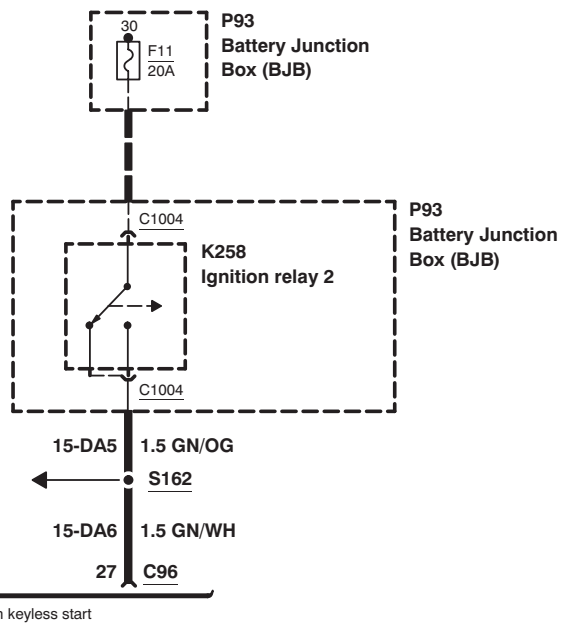 30
F11
20A
P93
Battery Junction
Box (BJB)
C1004
P93
Battery Junction
Box (BJB)
K258
Ignition relay 2
C1004
15-DA5 1.5 GN/OG
S162
15-DA6 1.5 GN/WH
27 C96
keyless start